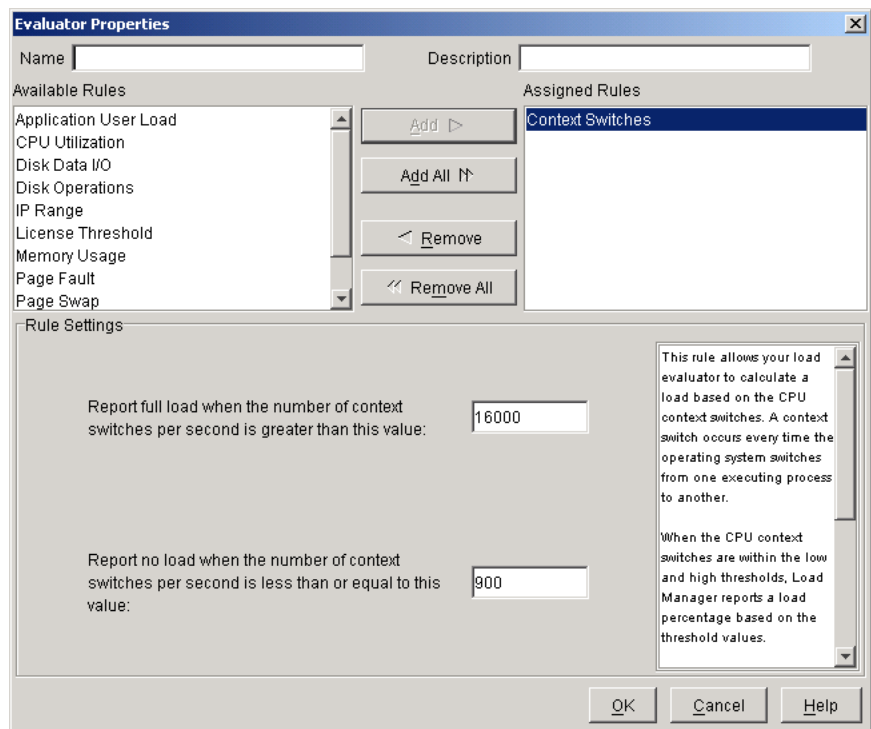 Evaluator Properties
Name
Description
Available Rules
Assigned Rules
Application User Load
CPU Utilization
Disk Data I/O
Disk Operations
IP Range
License Threshold
Memory Usage
Page Fault
Page Swap
Add
Add All
Remove
Remove All
Context Switches
Rule Settings
Report full load when the number of context
switches per second is greater than this value:
16000
Report no load when the number of context
switches per second is less than or equal to this
value:
900
This rule allows your load
evaluator to calculate a
load based on the CPU
context switches. A context
switch occurs every time the
operating system switches
from one executing process
to another.
When the CPU context
switches are within the low
and high thresholds, Load
Manager reports a load
percentage based on the
threshold values.
OK
Cancel
Help